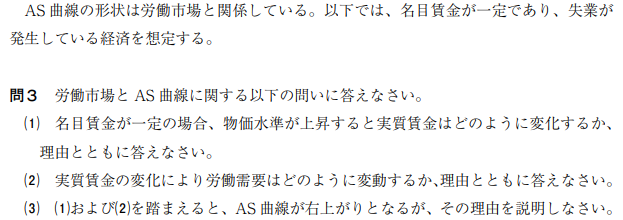 AS曲線の形状は労働市場と関係している。以下では、名目賃金が一定であり、失業が
発生している経済を想定する。
問3 労働市場とAS曲線に関する以下の問いに答えなさい。
(1) 名目賃金が一定の場合、物価水準が上昇すると実質賃金はどのように変化するか、
理由とともに答えなさい。
(2) 実質賃金の変化により労働需要はどのように変動するか、理由とともに答えなさい。
(3) (1)および(2)を踏まえると、AS曲線が右上がりとなるが、その理由を説明しなさい。